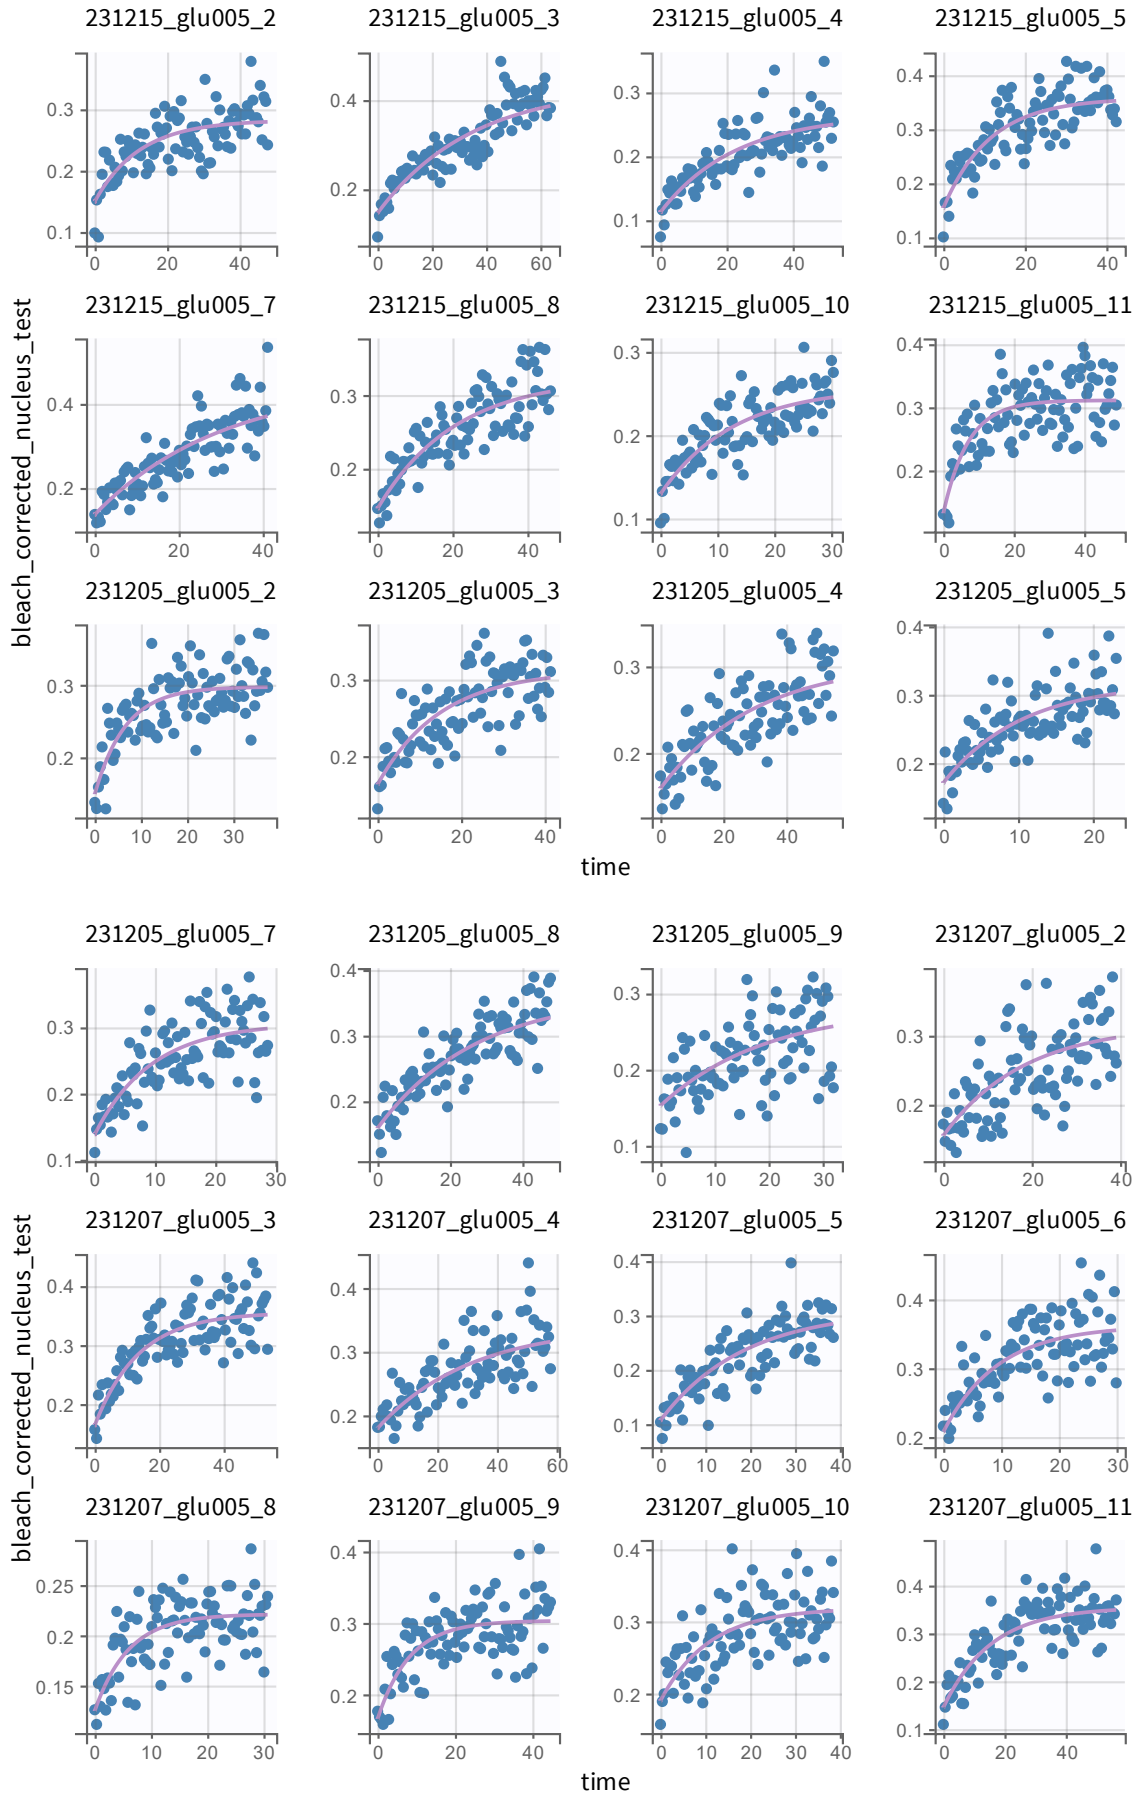 231215_glu005_2 231215_glu005_3 231215_glu005_4 231215_glu005_5
0.3 0.2 0.1 0.4 0.2 0.3 0.2 0.1 0.4 0.3 0.2 0.1
0 20 40 0 20 40 60 0 20 40 0 20 40
bleach_corrected_nucleus_test
231215_glu005_7 231215_glu005_8 231215_glu005_10 231215_glu005_11
0.4 0.2 0.3 0.2 0.3 0.2 0.1 0.4 0.3 0.2
0 20 40 0 20 40 0 10 20 30 0 20 40
231205_glu005_2 231205_glu005_3 231205_glu005_4 231205_glu005_5
0.3 0.2 0.3 0.2 0.3 0.2 0.4 0.3 0.2
0 10 20 30 0 20 40 0 20 40 0 10 20
time
231205_glu005_7 231205_glu005_8 231205_glu005_9 231207_glu005_2
0.3 0.2 0.1 0.4 0.3 0.2 0.3 0.2 0.1 0.3 0.2
0 10 20 30 0 20 40 0 10 20 30 0 20 40
bleach_corrected_nucleus_test
231207_glu005_3 231207_glu005_4 231207_glu005_5 231207_glu005_6
0.4 0.3 0.2 0.4 0.3 0.2 0.4 0.3 0.2 0.1 0.4 0.3 0.2
0 20 40 0 20 40 60 0 10 20 30 40 0 10 20 30
231207_glu005_8 231207_glu005_9 231207_glu005_10 231207_glu005_11
0.25 0.2 0.15 0.4 0.3 0.2 0.4 0.3 0.2 0.4 0.3 0.2 0.1
0 10 20 30 0 20 40 0 10 20 30 40 0 20 40
time